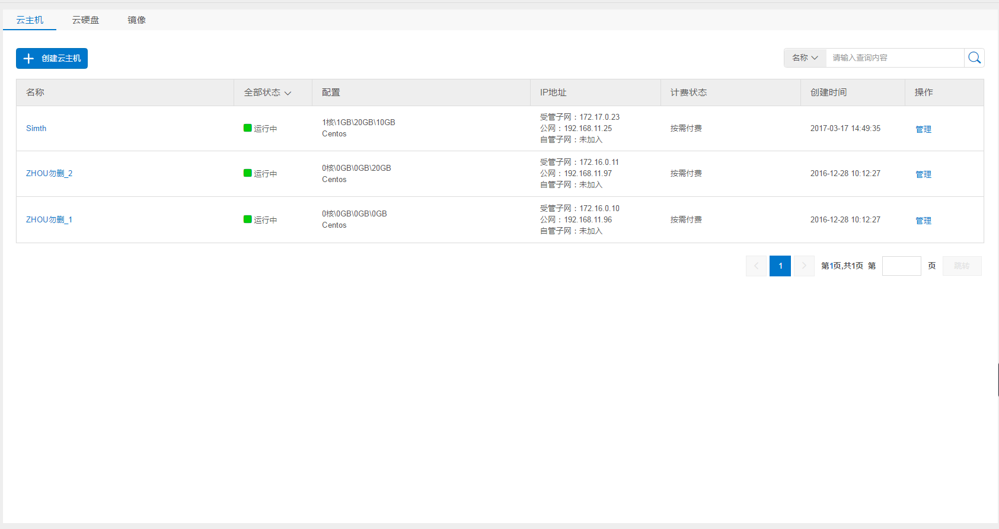 云主机 云硬盘 镜像
创建云主机 名称 请输入查询内容
名称 全部状态 配置 IP地址 计费状态 创建时间 操作
Simth 运行中 1核\1GB\20GB\10GB
Centos 受管子网：172.17.0.23
公网：192.168.11.25
自管子网：未加入 按需付费 2017-03-17 14:49:35 管理
ZHOU勿删_2 运行中 0核\0GB\0GB\20GB
Centos 受管子网：172.16.0.11
公网：192.168.11.97
自管子网：未加入 按需付费 2016-12-28 10:12:27 管理
ZHOU勿删_1 运行中 0核\0GB\0GB\0GB
Centos 受管子网：172.16.0.10
公网：192.168.11.96
自管子网：未加入 按需付费 2016-12-28 10:12:27 管理
1 第1页,共1页 第 页 跳转